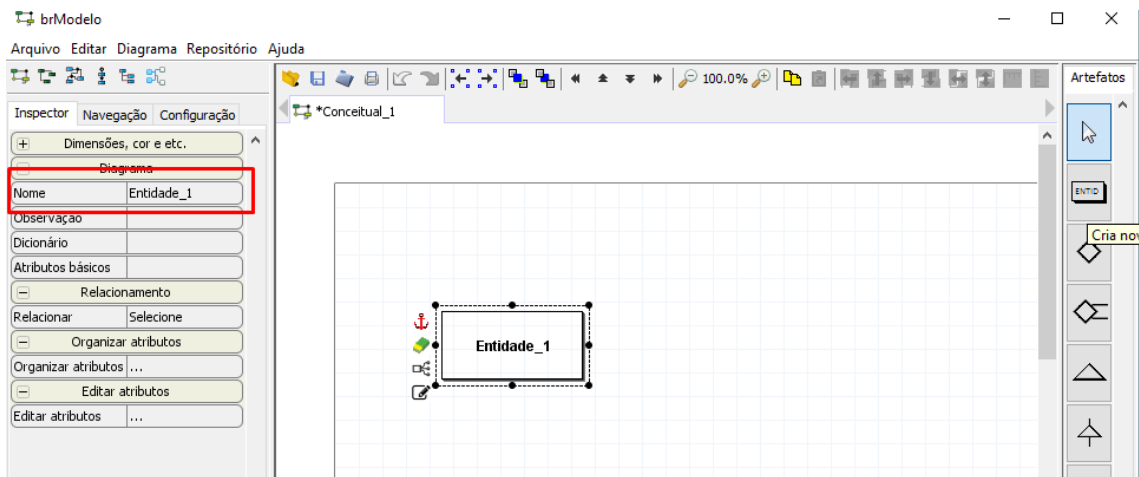 brModelo
Arquivo Editar Diagrama Repositório Ajuda
100.0%
Artefatos
Inspector Navegação Configuração
*Conceitual_1
Dimensões, cor e etc.
Diagrama
Nome Entidade_1
Observação
Dicionário
Atributos básicos
Relacionamento
Relacionar Selecione
Organizar atributos
Organizar atributos ...
Editar atributos
Editar atributos ...
Entidade_1
ENTID
Cria nov